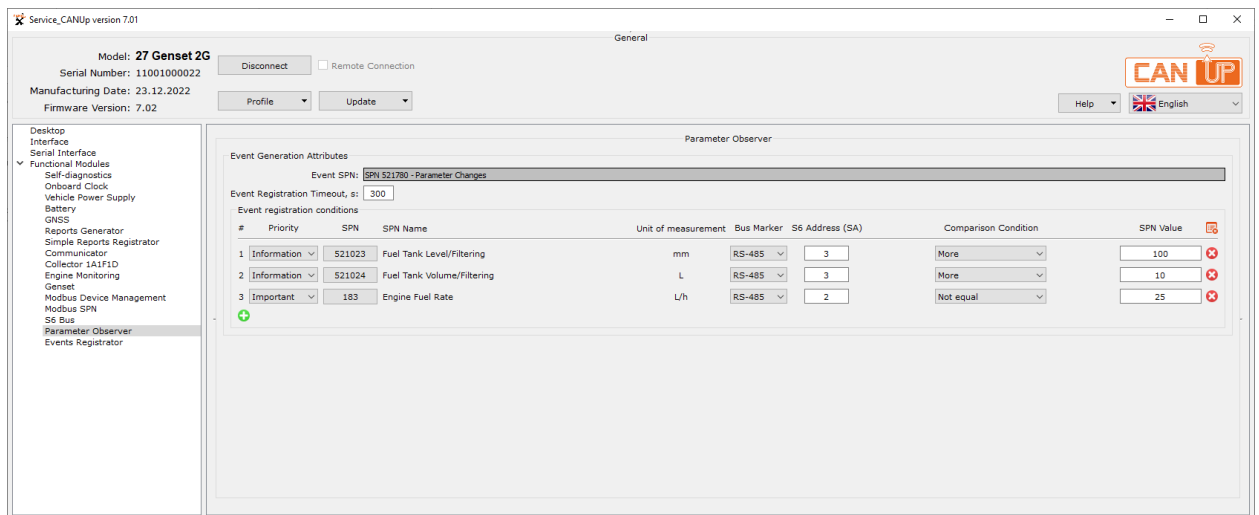 Service_CANUp version 7.01
General
Model: 27 Genset 2G
Serial Number: 11001000022
Manufacturing Date: 23.12.2022
Firmware Version: 7.02
Disconnect
Remote Connection
Profile
Update
CAN UP
Help
English
Desktop
Interface
Serial Interface
Functional Modules
Self-diagnostics
Onboard Clock
Vehicle Power Supply
Battery
GNSS
Reports Generator
Simple Reports Registrator
Communicator
Collector 1A1F1D
Engine Monitoring
Genset
Modbus Device Management
Modbus SPN
S6 Bus
Parameter Observer
Events Registrator
Parameter Observer
Event Generation Attributes
Event SPN: SPN 521780 - Parameter Changes
Event Registration Timeout, s: 300
Event registration conditions
# Priority SPN SPN Name Unit of measurement Bus Marker S6 Address (SA) Comparison Condition SPN Value
1 Information 521023 Fuel Tank Level/Filtering mm RS-485 3 More 100
2 Information 521024 Fuel Tank Volume/Filtering L RS-485 3 More 10
3 Important 183 Engine Fuel Rate L/h RS-485 2 Not equal 25